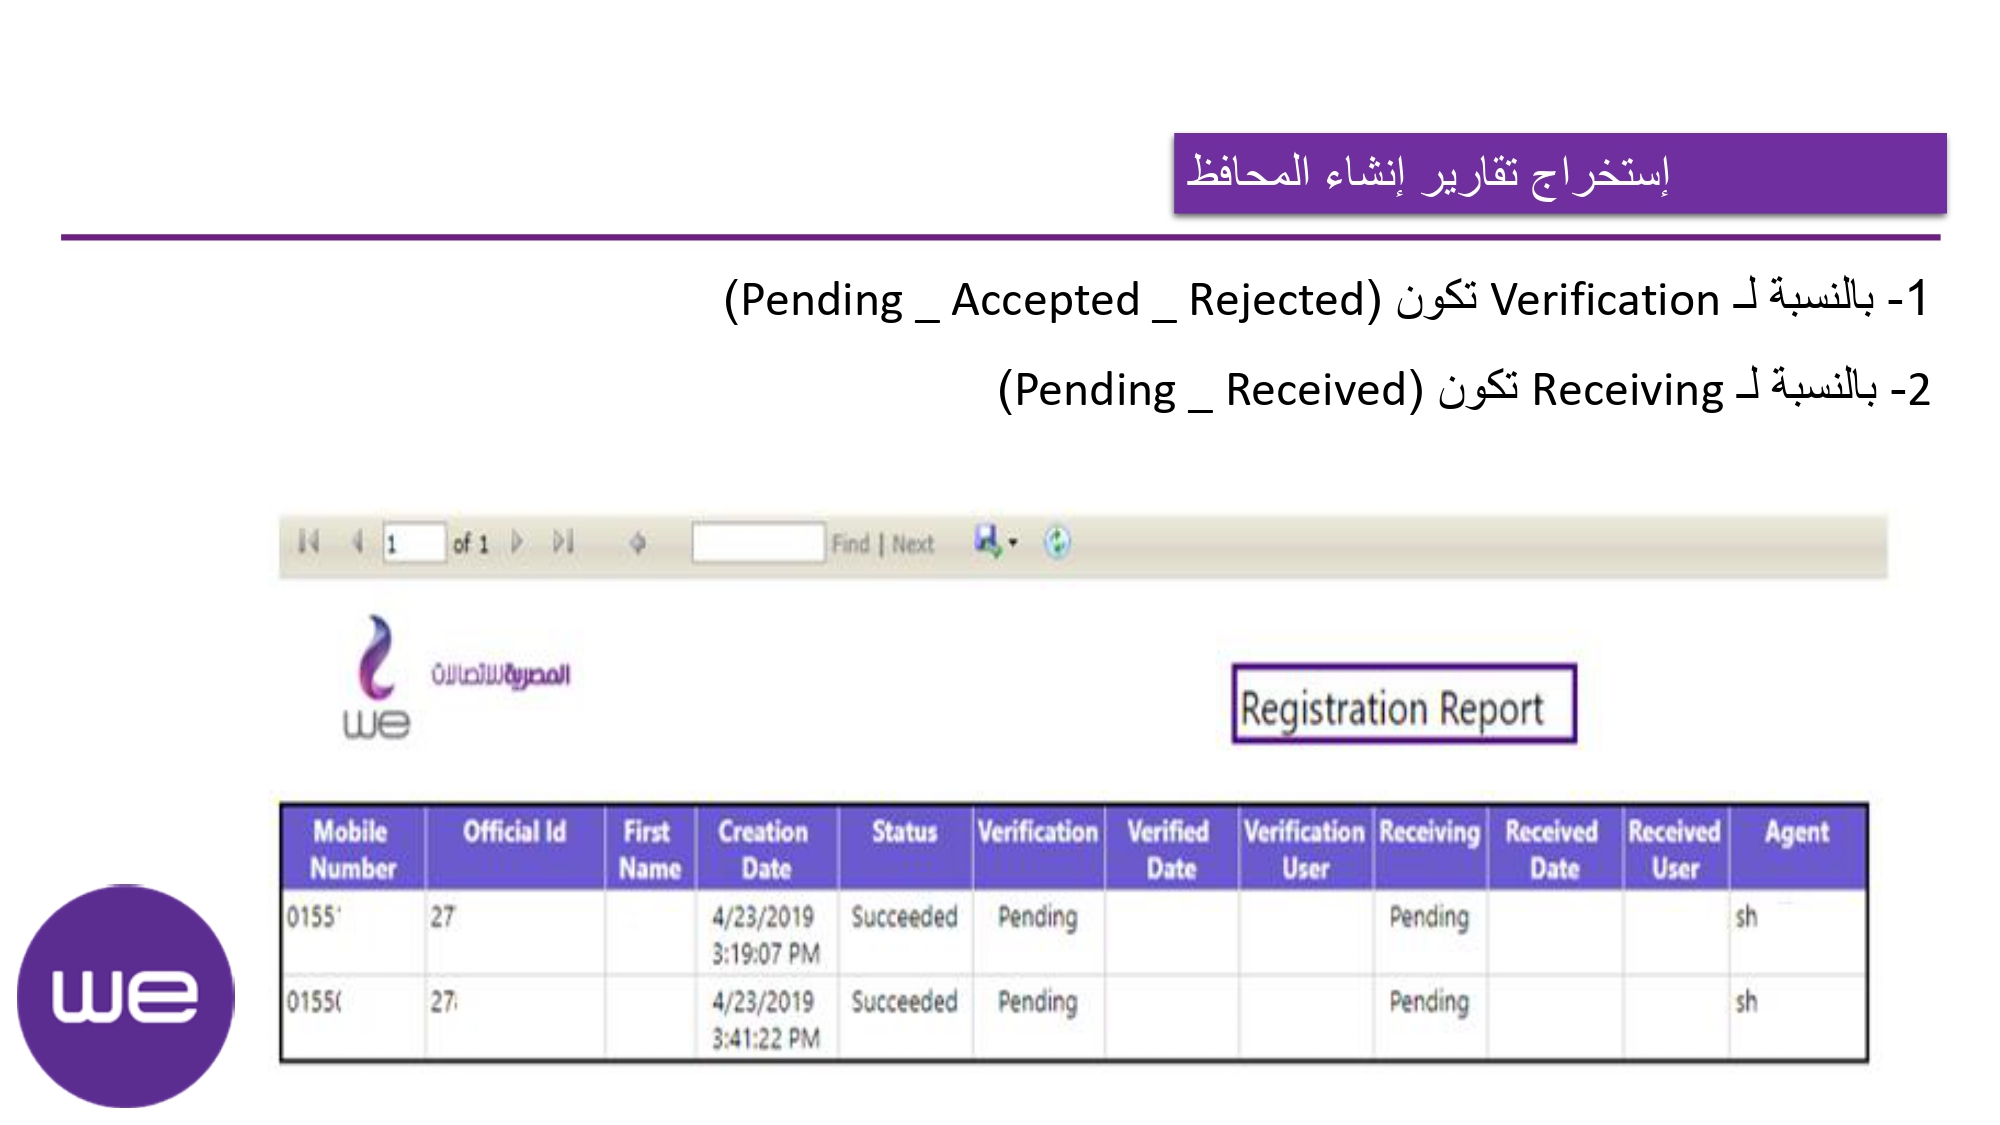 إستخراج تقارير إنشاء المحافظ
1- بالنسبة لـ Verification تكون (Pending _ Accepted _ Rejected)
2- بالنسبة لـ Receiving تكون (Pending _ Received)
1 of 1 Find | Next
المصرية للاتصالات
we
Registration Report
Mobile Number Official Id First Name Creation Date Status Verification Verified Date Verification User Receiving Received Date Received User Agent
0155 27 4/23/2019 3:19:07 PM Succeeded Pending Pending sh
0155 27 4/23/2019 3:41:22 PM Succeeded Pending Pending sh
we